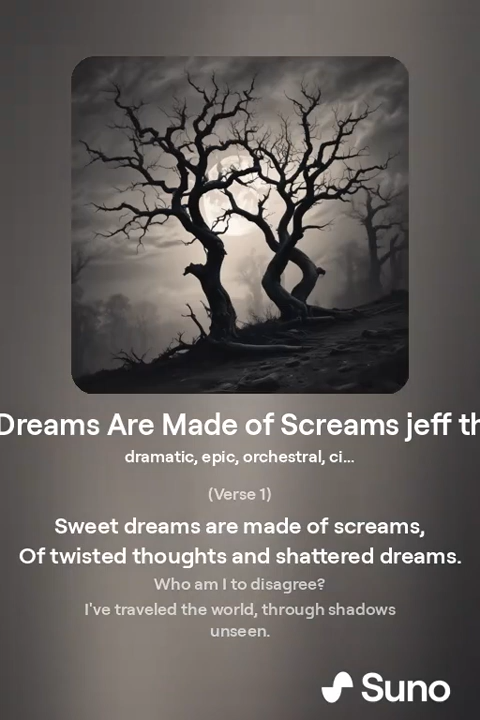 Dreams Are Made of Screams jeff th
dramatic, epic, orchestral, ci...
(Verse 1)
Sweet dreams are made of screams,
Of twisted thoughts and shattered dreams.
Who am I to disagree?
I've traveled the world, through shadows
unseen.
Suno